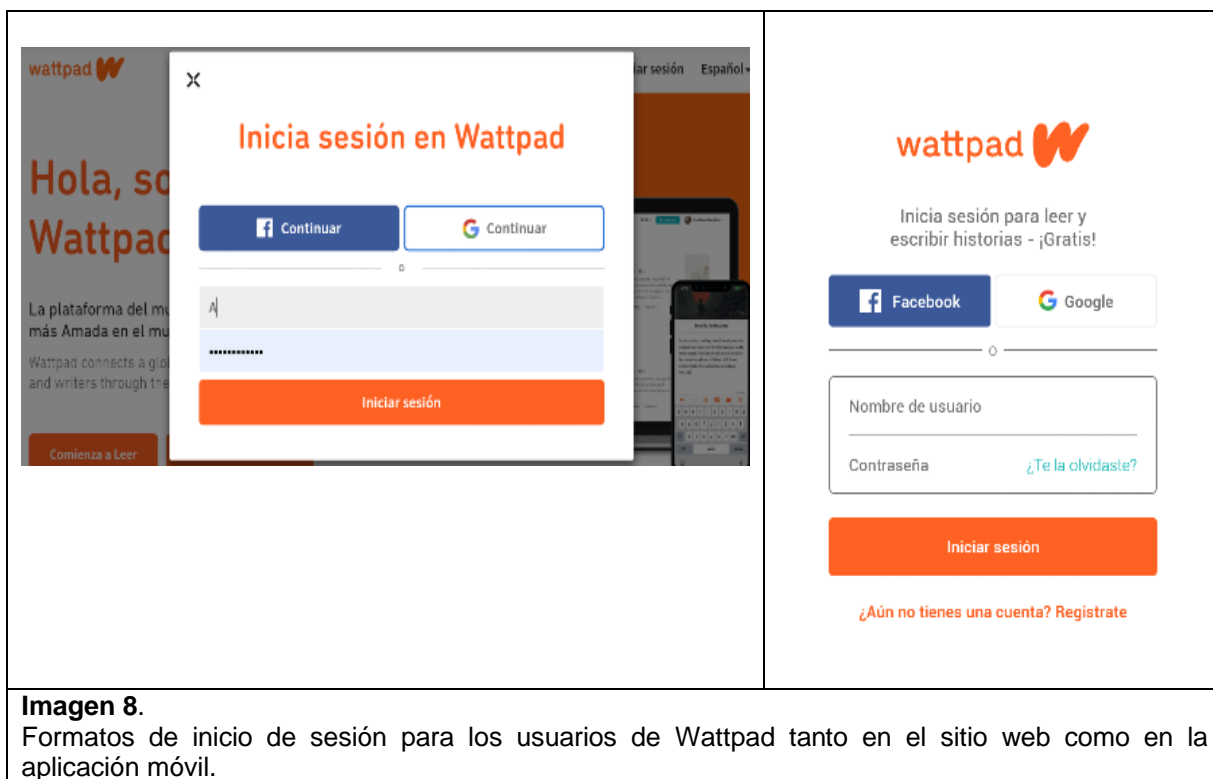 wattpad
iar sesión Español
Hola, so
Wattpad
La plataforma del mu
más Amada en el mu
Wattpad connects a glo
and writers through the
Comienza a Leer
Inicia sesión en Wattpad
Continuar
Continuar
o
A
••••••••••••
Iniciar sesión
wattpad
Inicia sesión para leer y
escribir historias - ¡Gratis!
Facebook
Google
o
Nombre de usuario
Contraseña ¿Te la olvidaste?
Iniciar sesión
¿Aún no tienes una cuenta? Registrate
Imagen 8.
Formatos de inicio de sesión para los usuarios de Wattpad tanto en el sitio web como en la
aplicación móvil.